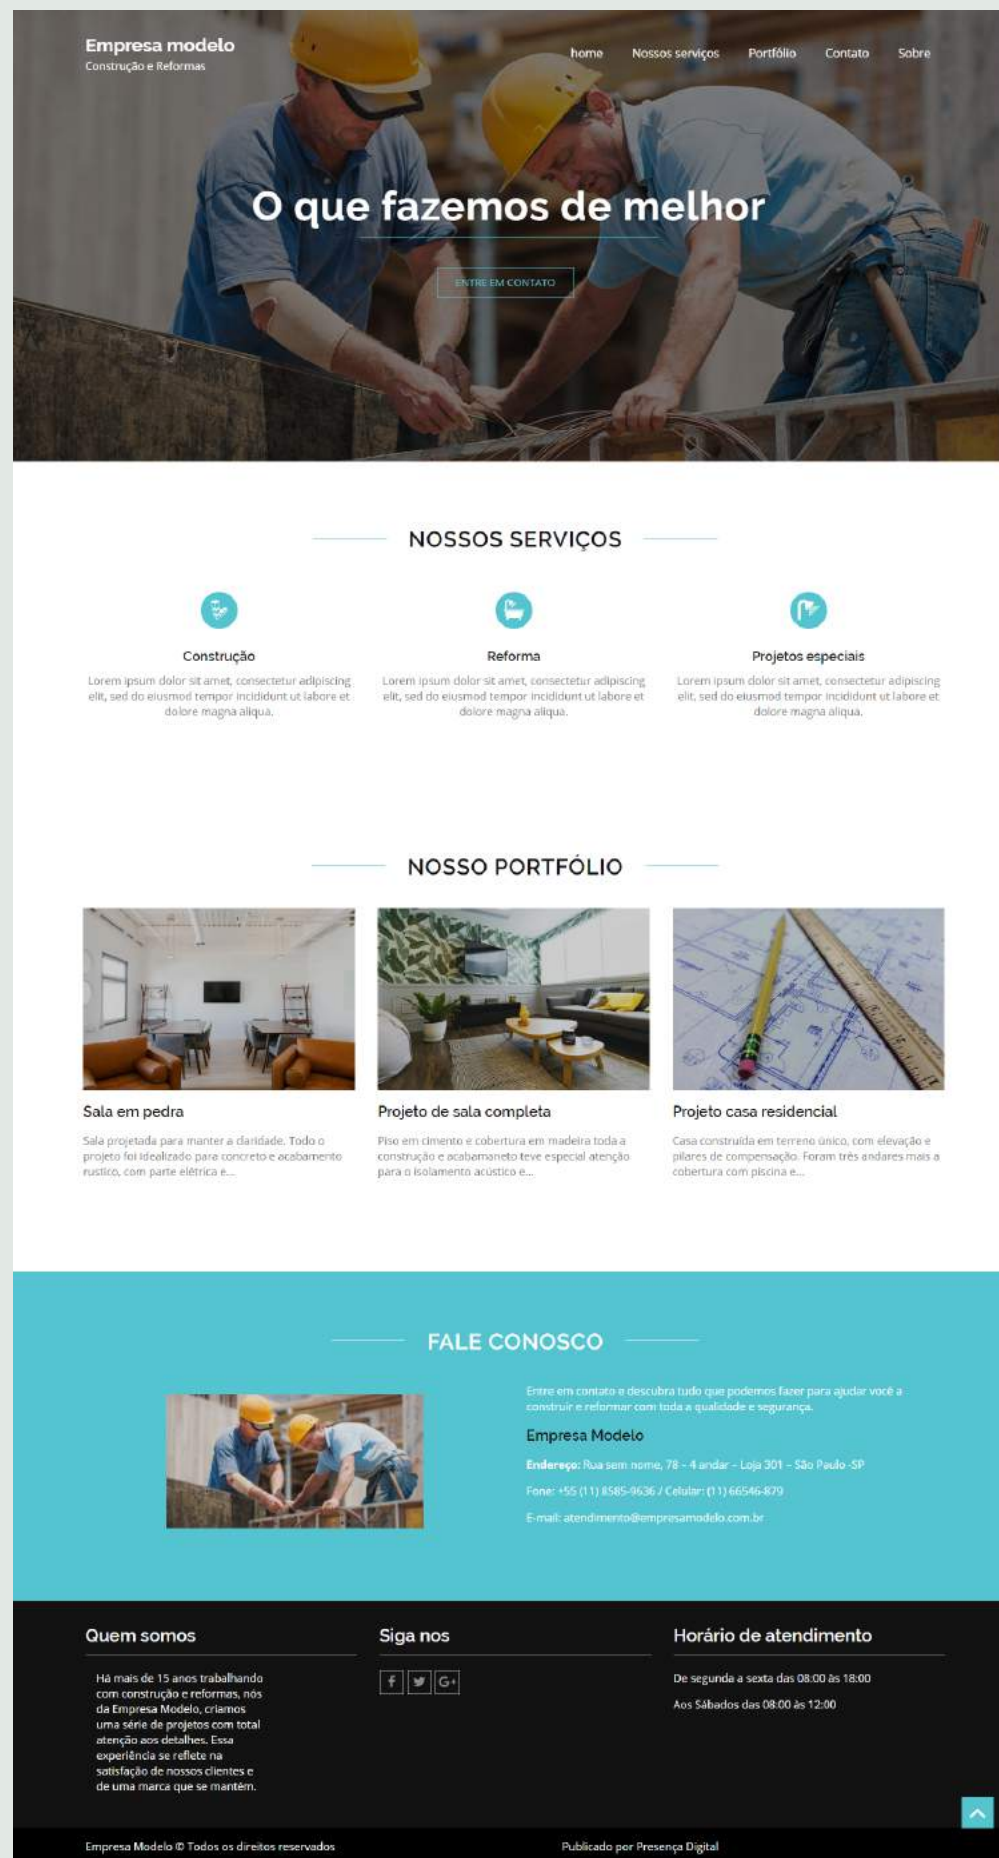 Empresa modelo
Construção e Reformas
home Nossos serviços Portfólio Contato Sobre
O que fazemos de melhor
ENTRE EM CONTATO
NOSSOS SERVIÇOS
Construção
Lorem ipsum dolor sit amet, consectetur adipiscing
elit, sed do eiusmod tempor incididunt ut labore et
dolore magna aliqua.
Reforma
Lorem ipsum dolor sit amet, consectetur adipiscing
elit, sed do eiusmod tempor incididunt ut labore et
dolore magna aliqua.
Projetos especiais
Lorem ipsum dolor sit amet, consectetur adipiscing
elit, sed do eiusmod tempor incididunt ut labore et
dolore magna aliqua.
NOSSO PORTFÓLIO
Sala em pedra
Sala projetada para manter a claridade. Todo o
projeto foi idealizado para concreto e acabamento
rustico, com parte elétrica e...
Projeto de sala completa
Piso em cimento e cobertura em madeira toda a
construção e acabamaneto teve especial atenção
para o isolamento acústico e...
Projeto casa residencial
Casa construída em terreno único, com elevação e
pilares de compensação. Foram três andares mais a
cobertura com piscina e...
FALE CONOSCO
Entre em contato e descubra tudo que podemos fazer para ajudar você a
construir e reformar com toda a qualidade e segurança.
Empresa Modelo
Endereço: Rua sem nome, 78 – 4 andar – Loja 301 – São Paulo -SP
Fone: +55 (11) 8585-9636 / Celular: (11) 66546-879
E-mail: atendimento@empresamodelo.com.br
Quem somos
Há mais de 15 anos trabalhando
com construção e reformas, nós
da Empresa Modelo, criamos
uma série de projetos com total
atenção aos detalhes. Essa
experiência se reflete na
satisfação de nossos clientes e
de uma marca que se mantém.
Siga nos
f G+
Horário de atendimento
De segunda a sexta das 08:00 às 18:00
Aos Sábados das 08:00 às 12:00
Empresa Modelo © Todos os direitos reservados
Publicado por Presença Digital